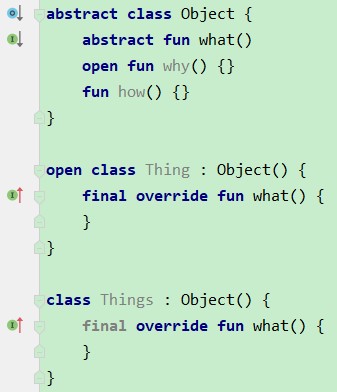 abstract class Object {
    abstract fun what()
    open fun why() {}
    fun how() {}
}

open class Thing : Object() {
    final override fun what() {
    }
}

class Things : Object() {
    final override fun what() {
    }
}